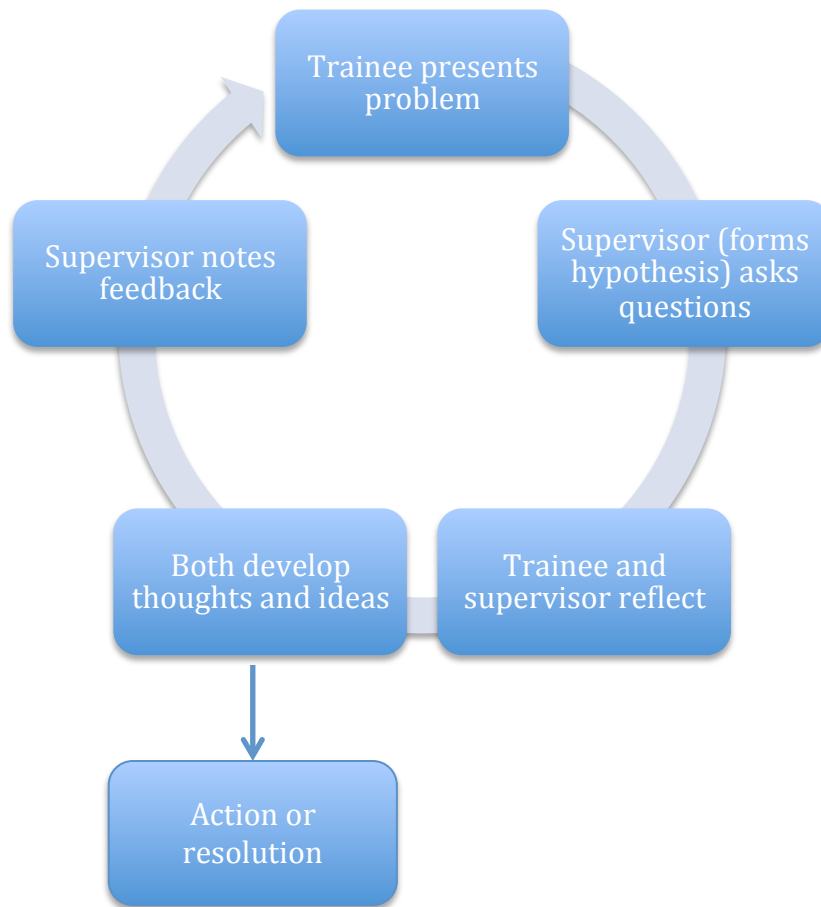 Trainee presents
problem
Supervisor (forms
hypothesis) asks
questions
Trainee and
supervisor reflect
Both develop
thoughts and ideas
Supervisor notes
feedback
Action or
resolution